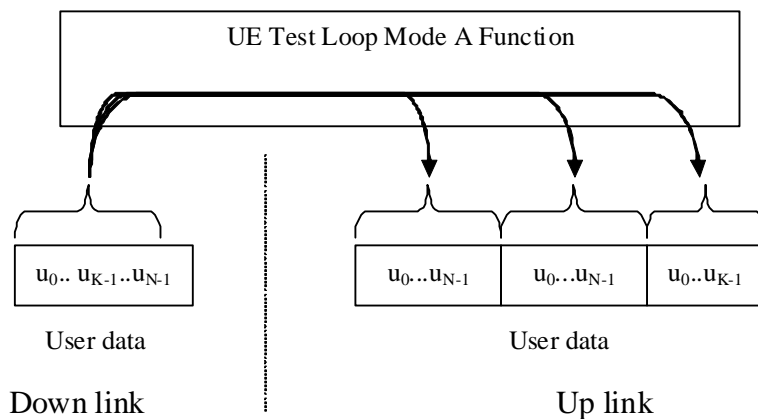 UE Test Loop Mode A Function
u0.. uK-1..uN-1
u0...uN-1
u0...uN-1
u0..uK-1
User data
User data
Down link
Up link